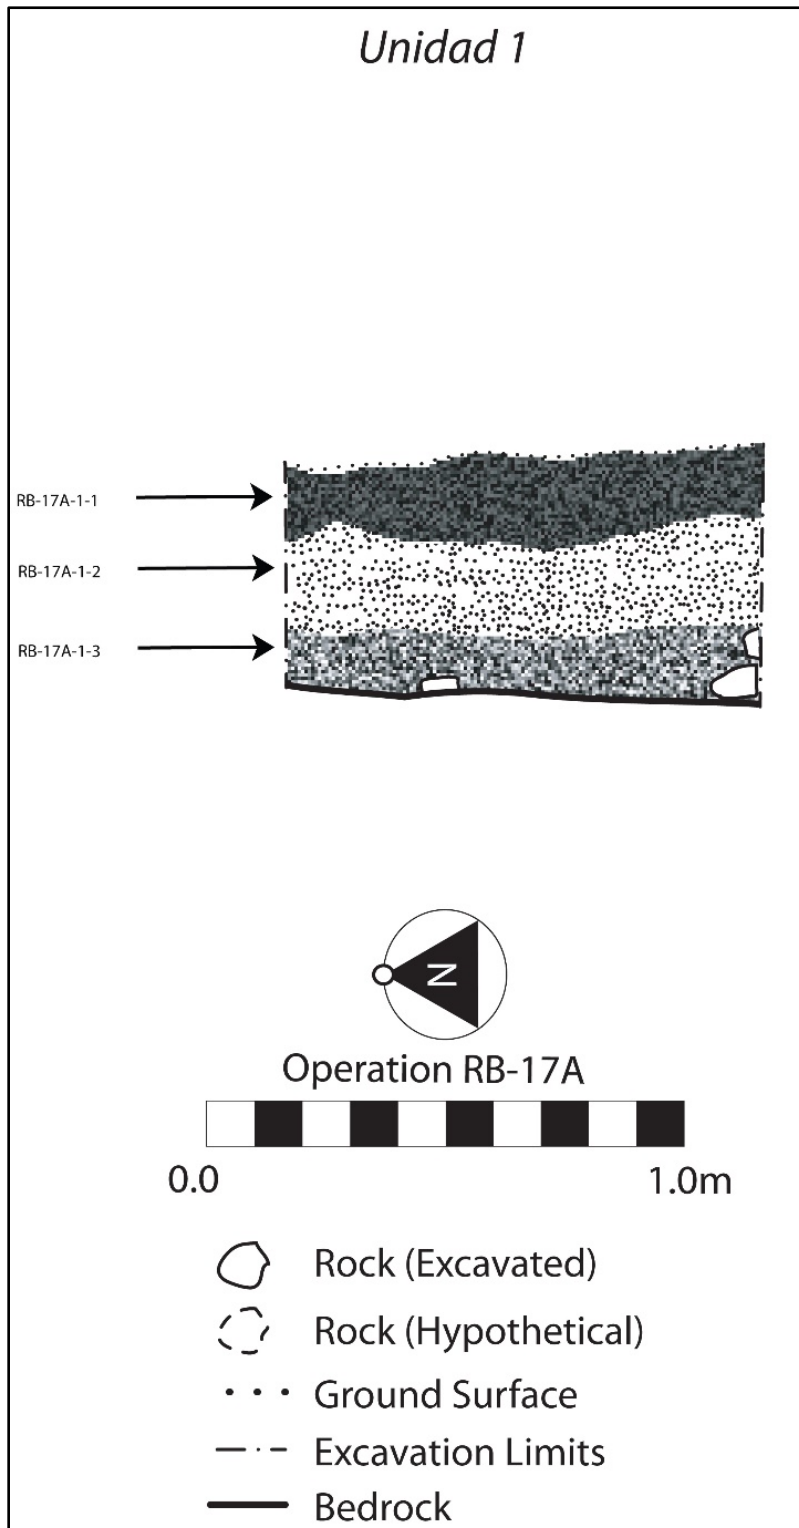 Unidad 1
RB-17A-1-1
RB-17A-1-2
RB-17A-1-3
N
Operation RB-17A
0.0 1.0m
Rock (Excavated)
Rock (Hypothetical)
Ground Surface
Excavation Limits
Bedrock